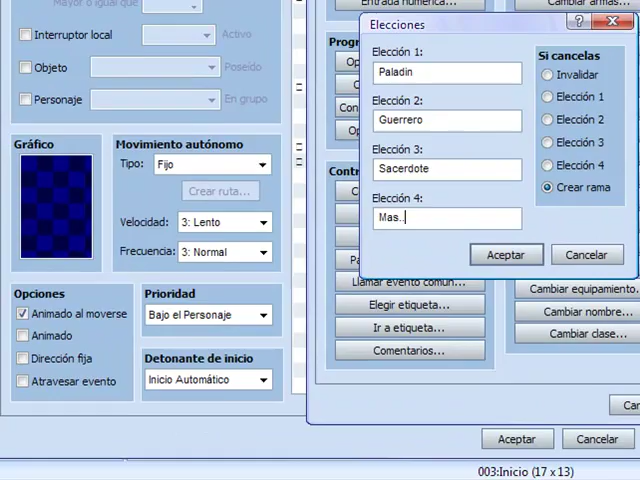 Mayor o igual que
Interruptor local
Activo
Objeto
Poseído
Personaje
En grupo
Gráfico
Movimiento autónomo
Tipo:
Fijo
Crear ruta...
Velocidad:
3: Lento
Frecuencia:
3: Normal
Opciones
Animado al moverse
Animado
Dirección fija
Atravesar evento
Prioridad
Bajo el Personaje
Detonante de inicio
Inicio Automático
Entrada numérica...
Cambiar armas...
Elecciones
Elección 1:
Paladin
Elección 2:
Guerrero
Elección 3:
Sacerdote
Elección 4:
Mas..
Si cancelas
Invalidar
Elección 1
Elección 2
Elección 3
Elección 4
Crear rama
Aceptar
Cancelar
Llamar evento común...
Elegir etiqueta...
Ir a etiqueta...
Comentarios...
Cambiar equipamiento.
Cambiar nombre...
Cambiar clase...
Aceptar
Cancelar
003:Inicio (17 x 13)